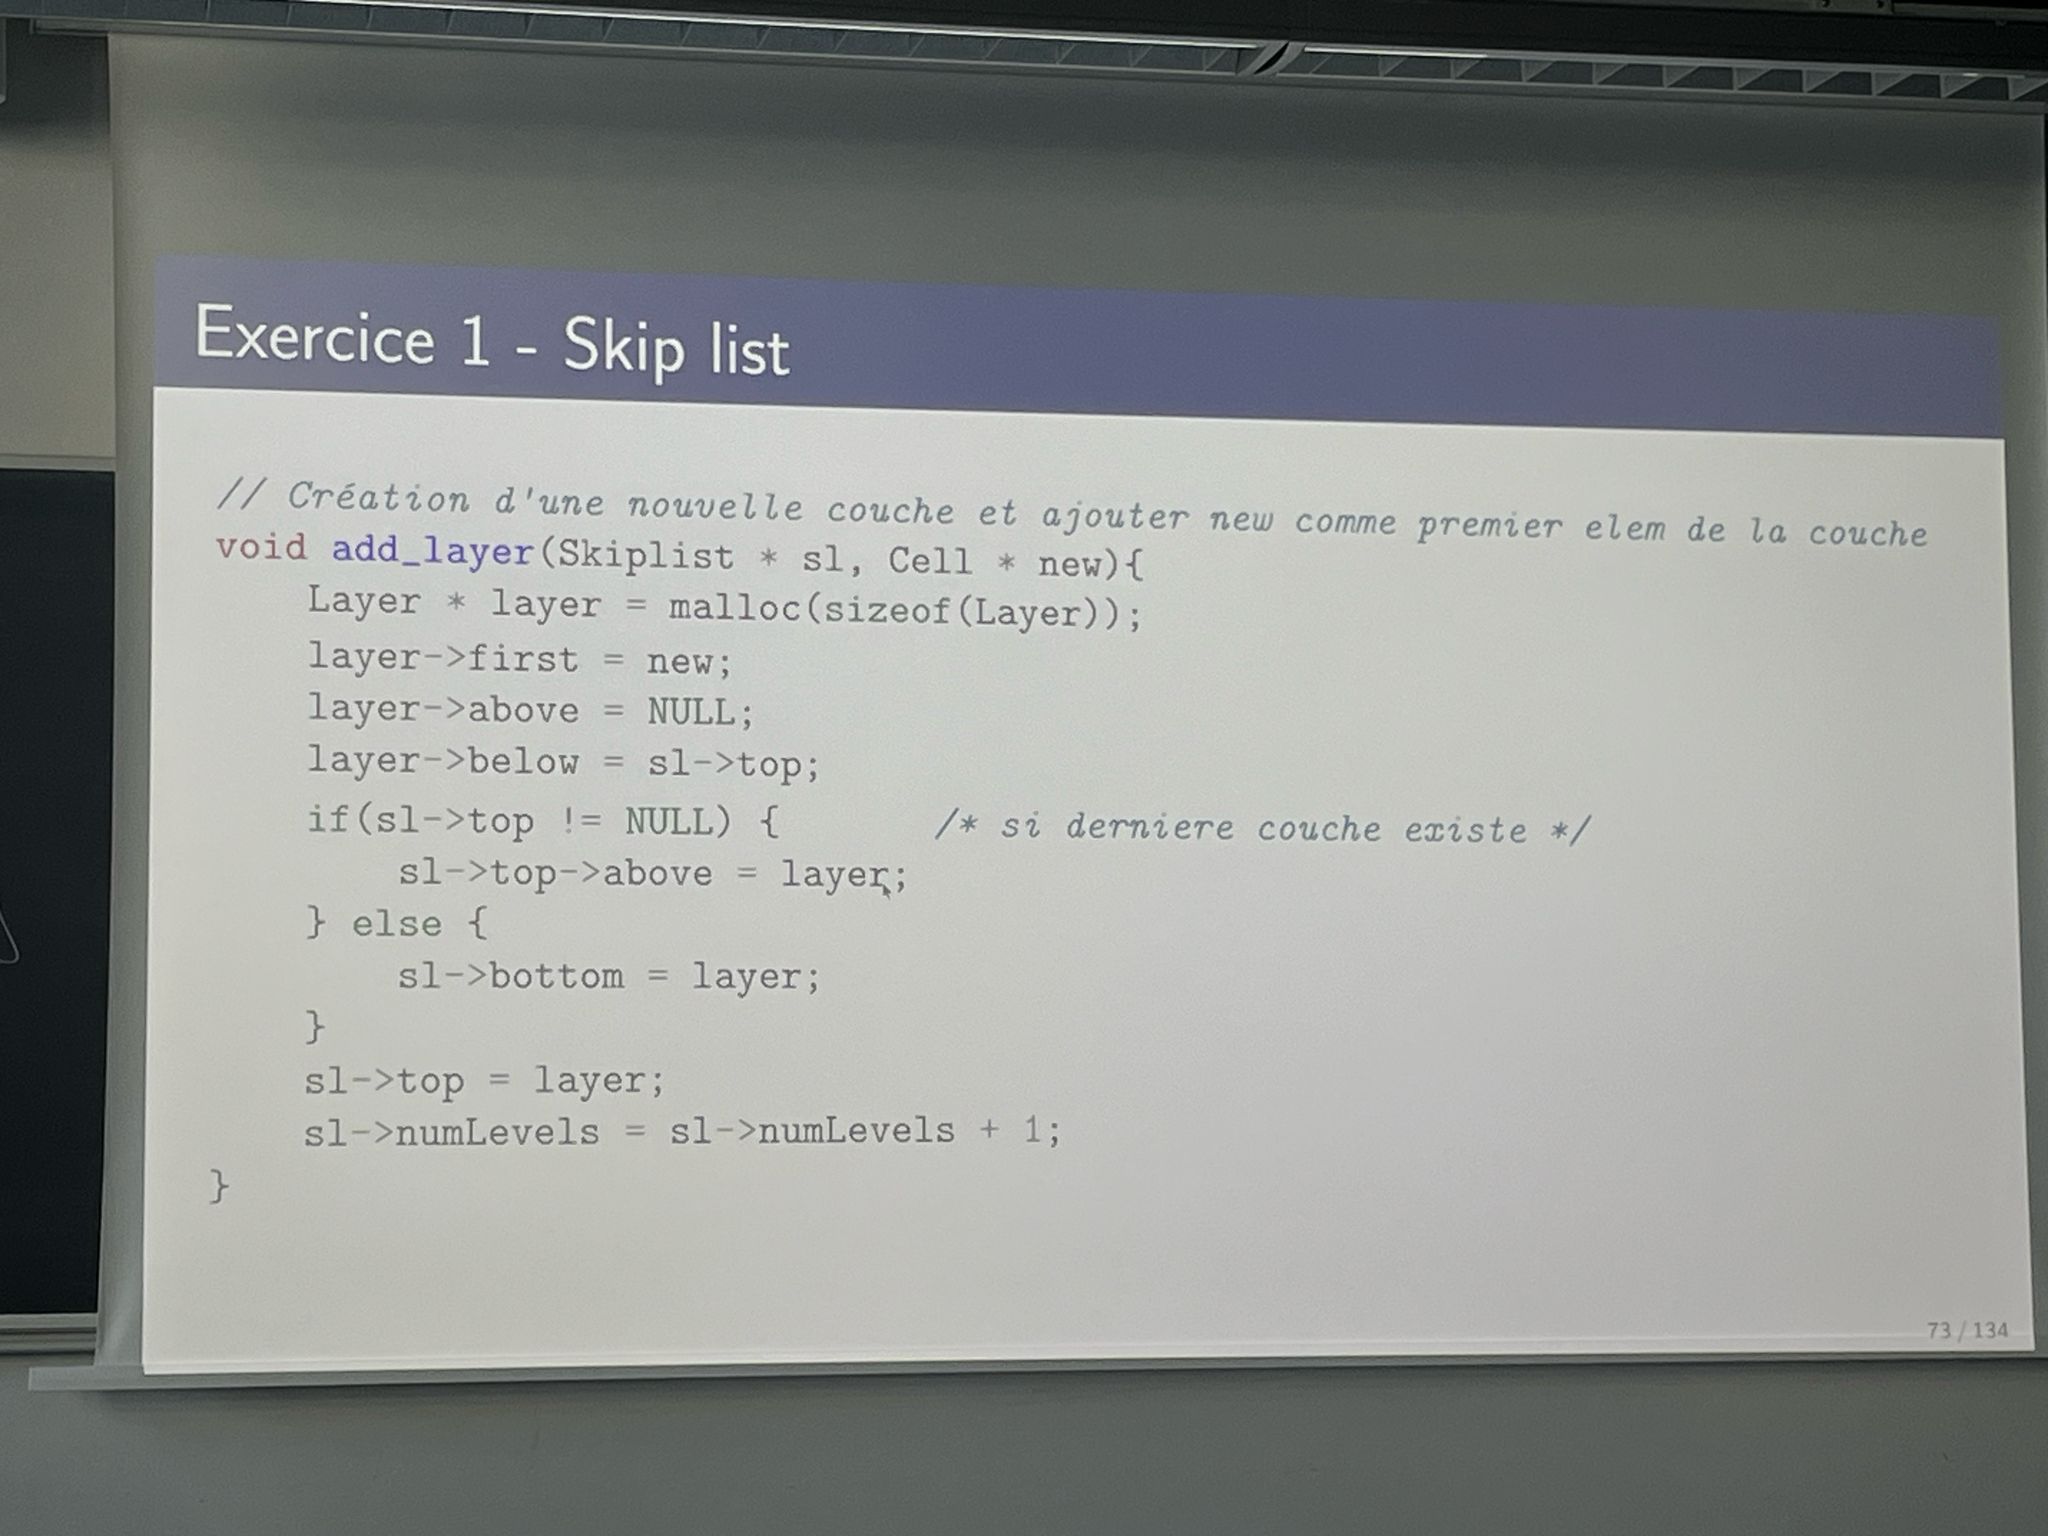 Exercice 1 - Skip list
// Création d'une nouvelle couche et ajouter new comme premier elem de la couche
void add_layer(Skiplist * sl, Cell * new){
    Layer * layer = malloc(sizeof(Layer));
    layer->first = new;
    layer->above = NULL;
    layer->below = sl->top;
    if(sl->top != NULL) {       /* si derniere couche existe */
        sl->top->above = layer;
    } else {
        sl->bottom = layer;
    }
    sl->top = layer;
    sl->numLevels = sl->numLevels + 1;
}
73 / 134